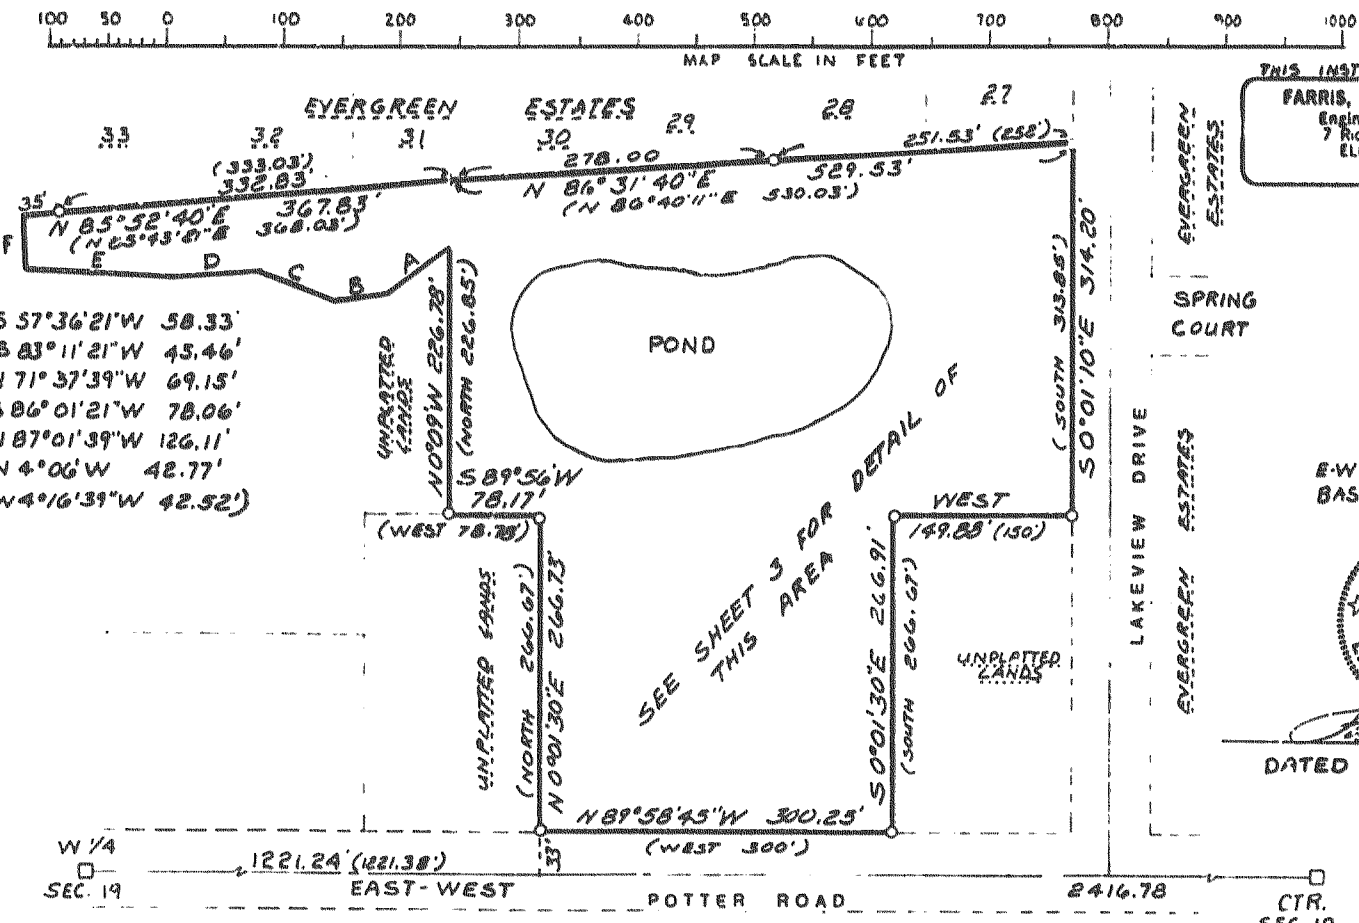 100 50 0 100 200 300 400 500 600 700 800 900 1000
MAP SCALE IN FEET
THIS INST
FARRIS,
Engin
EVERGREEN ESTATES
33 32 31 30 29 28 27
(333.03')
332.83'
278.00
251.53' (252')
35'
N 85°52'40"E 367.83'
368.03')
N 86°31'40"E 529.53'
(N 86°40'11"E 530.03')
F E D C B A
S 57°36'21"W 58.33'
S 83°11'21"W 45.46'
N 71°37'39"W 69.15'
S 86°01'21"W 78.06'
N 87°01'39"W 126.11'
N 4°06'W 42.77'
W 4°16'39"W 42.52')
UNPLATTED
LANDS
N 0°09'W 226.78'
(NORTH 226.85')
POND
(SOUTH 313.85')
S 0°01'10"E 314.20'
EVERGREEN
ESTATES
SPRING
COURT
S 89°56'W
78.17'
(WEST 78.78')
WEST
149.88' (150')
SEE SHEET 3 FOR DETAIL OF
THIS AREA
UNPLATTED LANDS
(NORTH 266.67')
N 0°01'30"E 266.73'
S 0°01'30"E 266.91'
(SOUTH 266.67')
UNPLATTED
LANDS
LAKEVIEW DRIVE
EVERGREEN ESTATES
E-W
BAS
DATED
N 89°58'45"W 300.25'
(WEST 300')
33'
W 1/4
SEC. 19
1221.24' (1221.38')
EAST-WEST
POTTER ROAD
2416.78
CTR.
SEC. 19